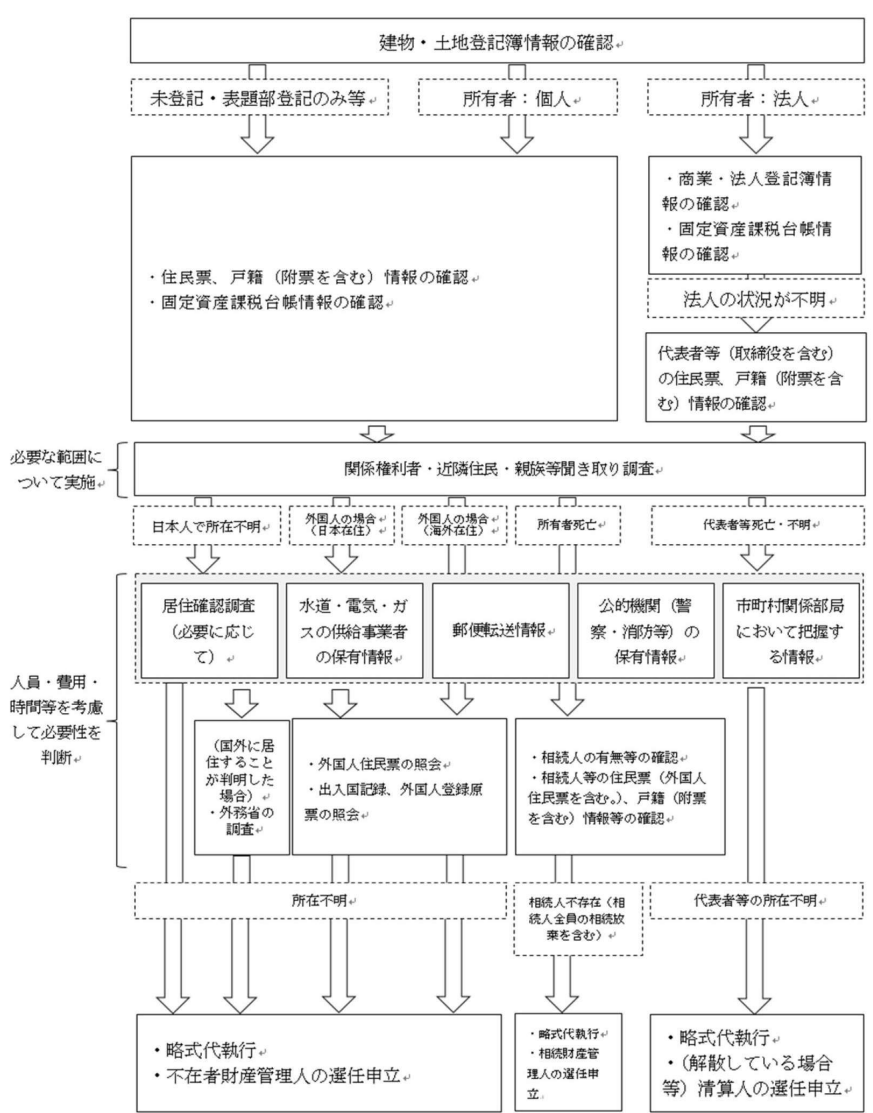 建物・土地登記簿情報の確認
未登記・表題部登記のみ等
所有者：個人
所有者：法人
・商業・法人登記簿情
報の確認
・固定資産課税台帳情
報の確認
・住民票、戸籍（附票を含む）情報の確認
・固定資産課税台帳情報の確認
法人の状況が不明
代表者等（取締役を含む）
の住民票、戸籍（附票を含
む）情報の確認
必要な範囲に
ついて実施
関係権利者・近隣住民・親族等聞き取り調査
日本人で所在不明
外国人の場合
（日本在住）
外国人の場合
（海外在住）
所有者死亡
代表者等死亡・不明
人員・費用・
時間等を考慮
して必要性を
判断
居住確認調査
（必要に応じ
て）
水道・電気・ガ
スの供給事業者
の保有情報
郵便転送情報
公的機関（警
察・消防等）の
保有情報
市町村関係部局
において把握す
る情報
（国外に居
住すること
が判明した
場合）
・外務省の
調査
・外国人住民票の照会
・出入国記録、外国人登録原
票の照会
・相続人の有無等の確認
・相続人等の住民票（外国人
住民票を含む。）、戸籍（附票
を含む）情報等の確認
所在不明
相続人不存在（相
続人全員の相続放
棄を含む）
代表者等の所在不明
・略式代執行
・不在者財産管理人の選任申立
・略式代執行
・相続財産管
理人の選任申
立
・略式代執行
・（解散している場合
等）清算人の選任申立